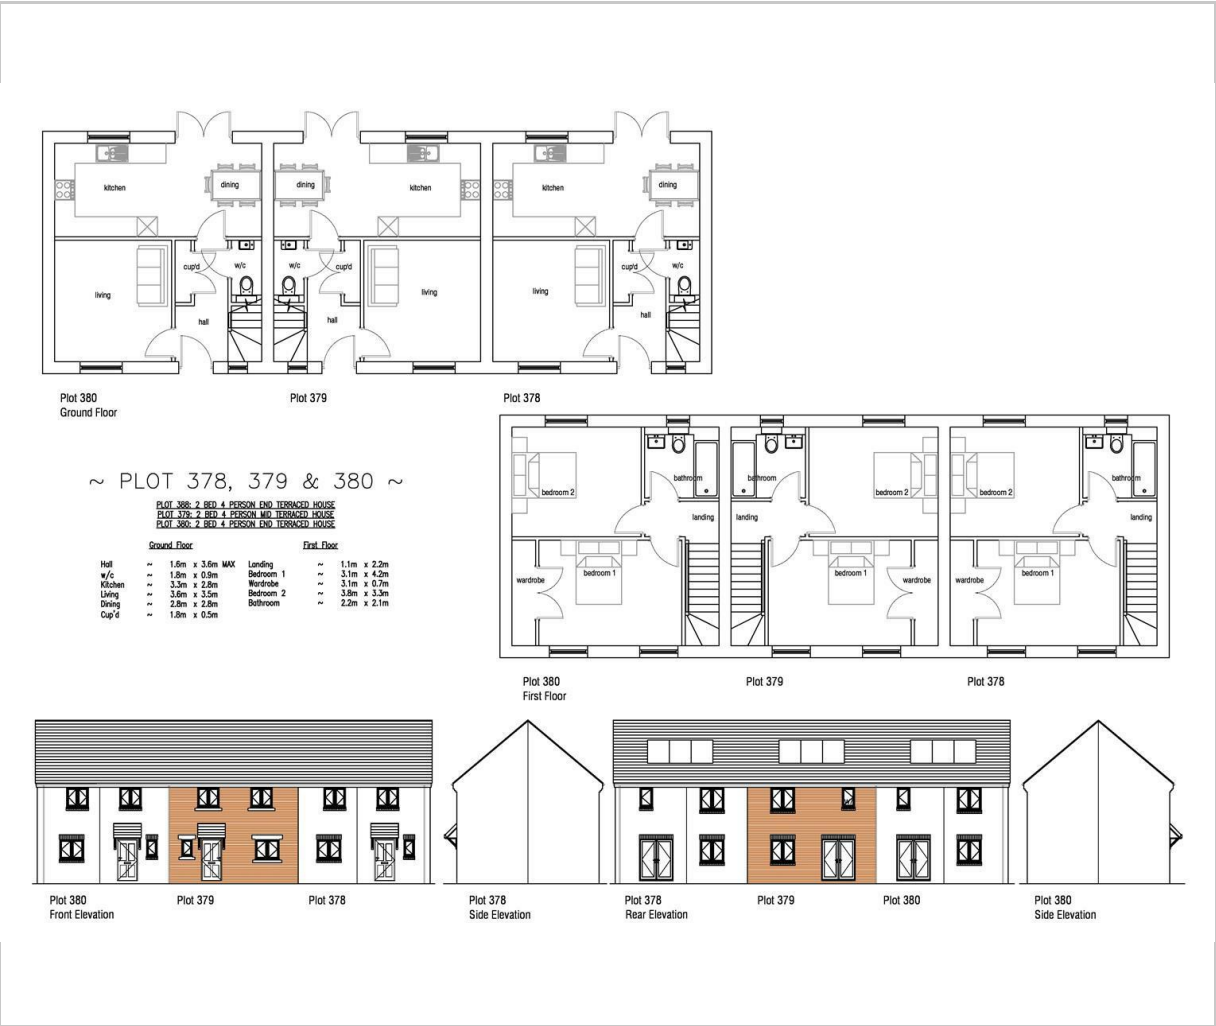 kitchen
dining
dining
kitchen
kitchen
dining
cup'd
w/c
w/c
cup'd
cup'd
w/c
living
living
living
hall
hall
hall
Plot 380
Ground Floor
Plot 379
Plot 378
bedroom 2
bathroom
bathroom
bedroom 2
bedroom 2
bathroom
landing
landing
landing
wardrobe
bedroom 1
bedroom 1
wardrobe
wardrobe
bedroom 1
Plot 380
First Floor
Plot 379
Plot 378
~ PLOT 378, 379 & 380 ~
PLOT 388: 2 BED 4 PERSON END TERRACED HOUSE
PLOT 379: 2 BED 4 PERSON MID TERRACED HOUSE
PLOT 380: 2 BED 4 PERSON END TERRACED HOUSE
Ground Floor
Hall ~ 1.6m x 3.6m MAX
w/c ~ 1.8m x 0.9m
Kitchen ~ 3.3m x 2.8m
Living ~ 3.6m x 3.5m
Dining ~ 2.8m x 2.8m
Cup'd ~ 1.8m x 0.5m
First Floor
Landing ~ 1.1m x 2.2m
Bedroom 1 ~ 3.1m x 4.2m
Wardrobe ~ 3.1m x 0.7m
Bedroom 2 ~ 3.8m x 3.3m
Bathroom ~ 2.2m x 2.1m
Plot 380
Front Elevation
Plot 379
Plot 378
Plot 378
Side Elevation
Plot 378
Rear Elevation
Plot 379
Plot 380
Plot 380
Side Elevation